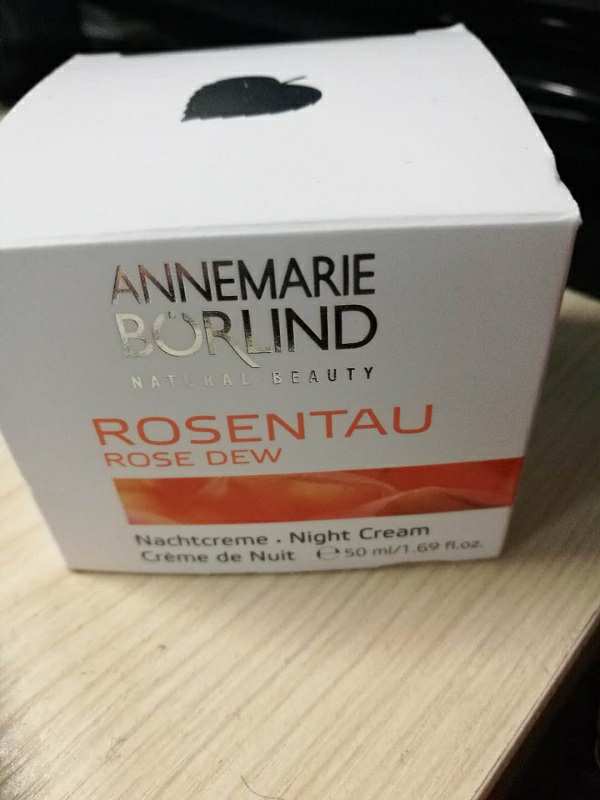 ANNEMARIE
BÖRLIND
NATURAL BEAUTY
ROSENTAU
ROSE DEW
Nachtcreme . Night Cream
Crème de Nuit ℮ 50 ml/1.69 fl.oz.